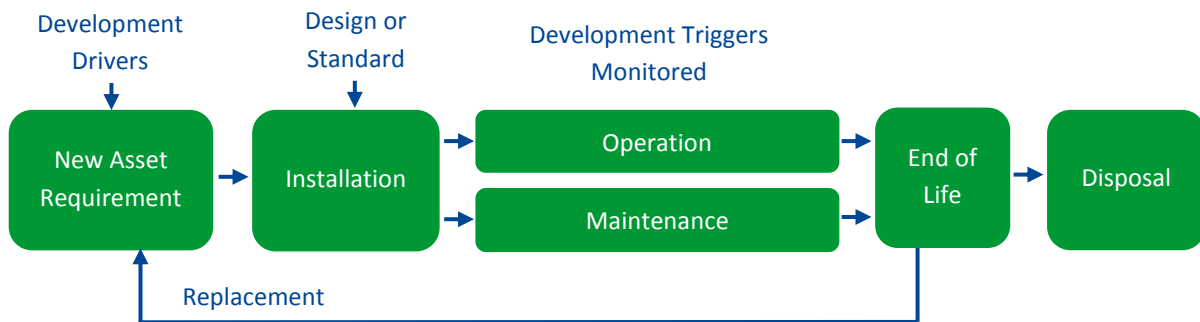 Development
Drivers
Design or
Standard
Development Triggers
Monitored
New Asset
Requirement
Installation
Operation
Maintenance
End of
Life
Disposal
Replacement